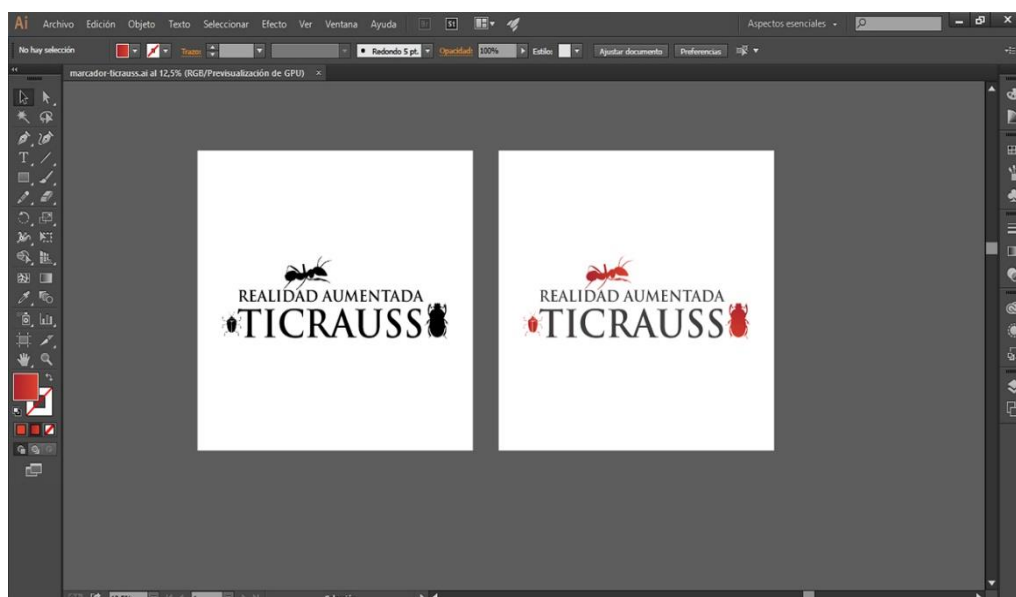 Ai Archivo Edición Objeto Texto Seleccionar Efecto Ver Ventana Ayuda Br St Aspectos esenciales
No hay selección Trazo: Redondo 5 pt. Opacidad: 100% Estilo: Ajustar documento Preferencias
marcador-ticrauss.ai al 12,5% (RGB/Previsualización de GPU) ×
REALIDAD AUMENTADA
TICRAUSS
REALIDAD AUMENTADA
TICRAUSS